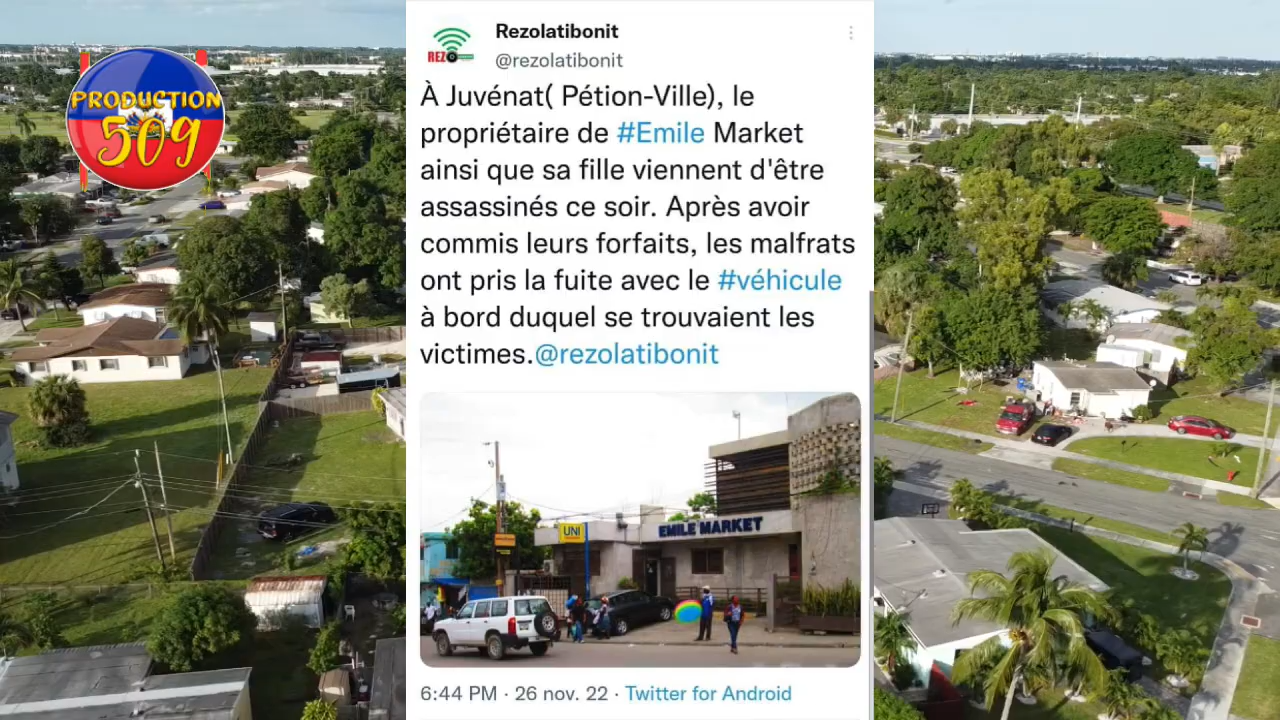 PRODUCTION
509
REZO
Rezolatibonit
@rezolatibonit
À Juvénat( Pétion-Ville), le
propriétaire de #Emile Market
ainsi que sa fille viennent d'être
assassinés ce soir. Après avoir
commis leurs forfaits, les malfrats
ont pris la fuite avec le #véhicule
à bord duquel se trouvaient les
victimes.@rezolatibonit
UNI
EMILE MARKET
6:44 PM · 26 nov. 22 · Twitter for Android